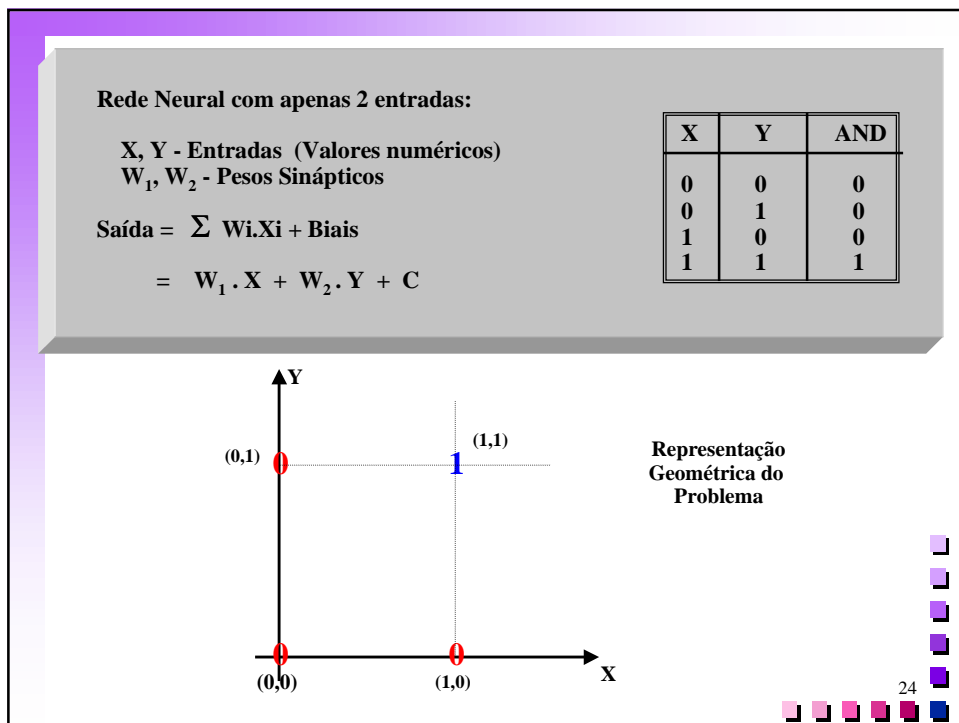 Rede Neural com apenas 2 entradas:
X, Y - Entradas (Valores numéricos)
W1, W2 - Pesos Sinápticos
Saída = Σ Wi.Xi + Biais
= W1 . X + W2 . Y + C
X Y AND
0 0 0
0 1 0
1 0 0
1 1 1
Y
(0,1) 0 1 (1,1)
Representação
Geométrica do
Problema
0 0 X
(0,0) (1,0)
24